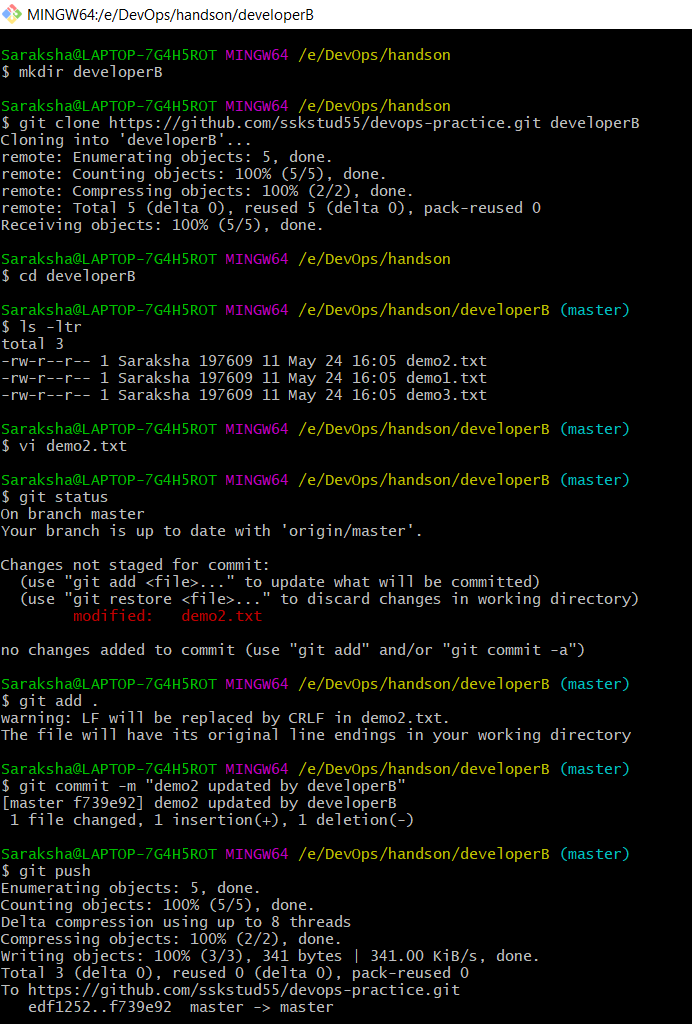 MINGW64:/e/DevOps/handson/developerB
Saraksha@LAPTOP-7G4H5ROT MINGW64 /e/DevOps/handson
$ mkdir developerB
Saraksha@LAPTOP-7G4H5ROT MINGW64 /e/DevOps/handson
$ git clone https://github.com/sskstud55/devops-practice.git developerB
Cloning into 'developerB'...
remote: Enumerating objects: 5, done.
remote: Counting objects: 100% (5/5), done.
remote: Compressing objects: 100% (2/2), done.
remote: Total 5 (delta 0), reused 5 (delta 0), pack-reused 0
Receiving objects: 100% (5/5), done.
Saraksha@LAPTOP-7G4H5ROT MINGW64 /e/DevOps/handson
$ cd developerB
Saraksha@LAPTOP-7G4H5ROT MINGW64 /e/DevOps/handson/developerB (master)
$ ls -ltr
total 3
-rw-r--r-- 1 Saraksha 197609 11 May 24 16:05 demo2.txt
-rw-r--r-- 1 Saraksha 197609 11 May 24 16:05 demo1.txt
-rw-r--r-- 1 Saraksha 197609 11 May 24 16:05 demo3.txt
Saraksha@LAPTOP-7G4H5ROT MINGW64 /e/DevOps/handson/developerB (master)
$ vi demo2.txt
Saraksha@LAPTOP-7G4H5ROT MINGW64 /e/DevOps/handson/developerB (master)
$ git status
On branch master
Your branch is up to date with 'origin/master'.
Changes not staged for commit:
  (use "git add <file>..." to update what will be committed)
  (use "git restore <file>..." to discard changes in working directory)
        modified:   demo2.txt
no changes added to commit (use "git add" and/or "git commit -a")
Saraksha@LAPTOP-7G4H5ROT MINGW64 /e/DevOps/handson/developerB (master)
$ git add .
warning: LF will be replaced by CRLF in demo2.txt.
The file will have its original line endings in your working directory
Saraksha@LAPTOP-7G4H5ROT MINGW64 /e/DevOps/handson/developerB (master)
$ git commit -m "demo2 updated by developerB"
[master f739e92] demo2 updated by developerB
 1 file changed, 1 insertion(+), 1 deletion(-)
Saraksha@LAPTOP-7G4H5ROT MINGW64 /e/DevOps/handson/developerB (master)
$ git push
Enumerating objects: 5, done.
Counting objects: 100% (5/5), done.
Delta compression using up to 8 threads
Compressing objects: 100% (2/2), done.
Writing objects: 100% (3/3), 341 bytes | 341.00 KiB/s, done.
Total 3 (delta 0), reused 0 (delta 0), pack-reused 0
To https://github.com/sskstud55/devops-practice.git
   edf1252..f739e92  master -> master